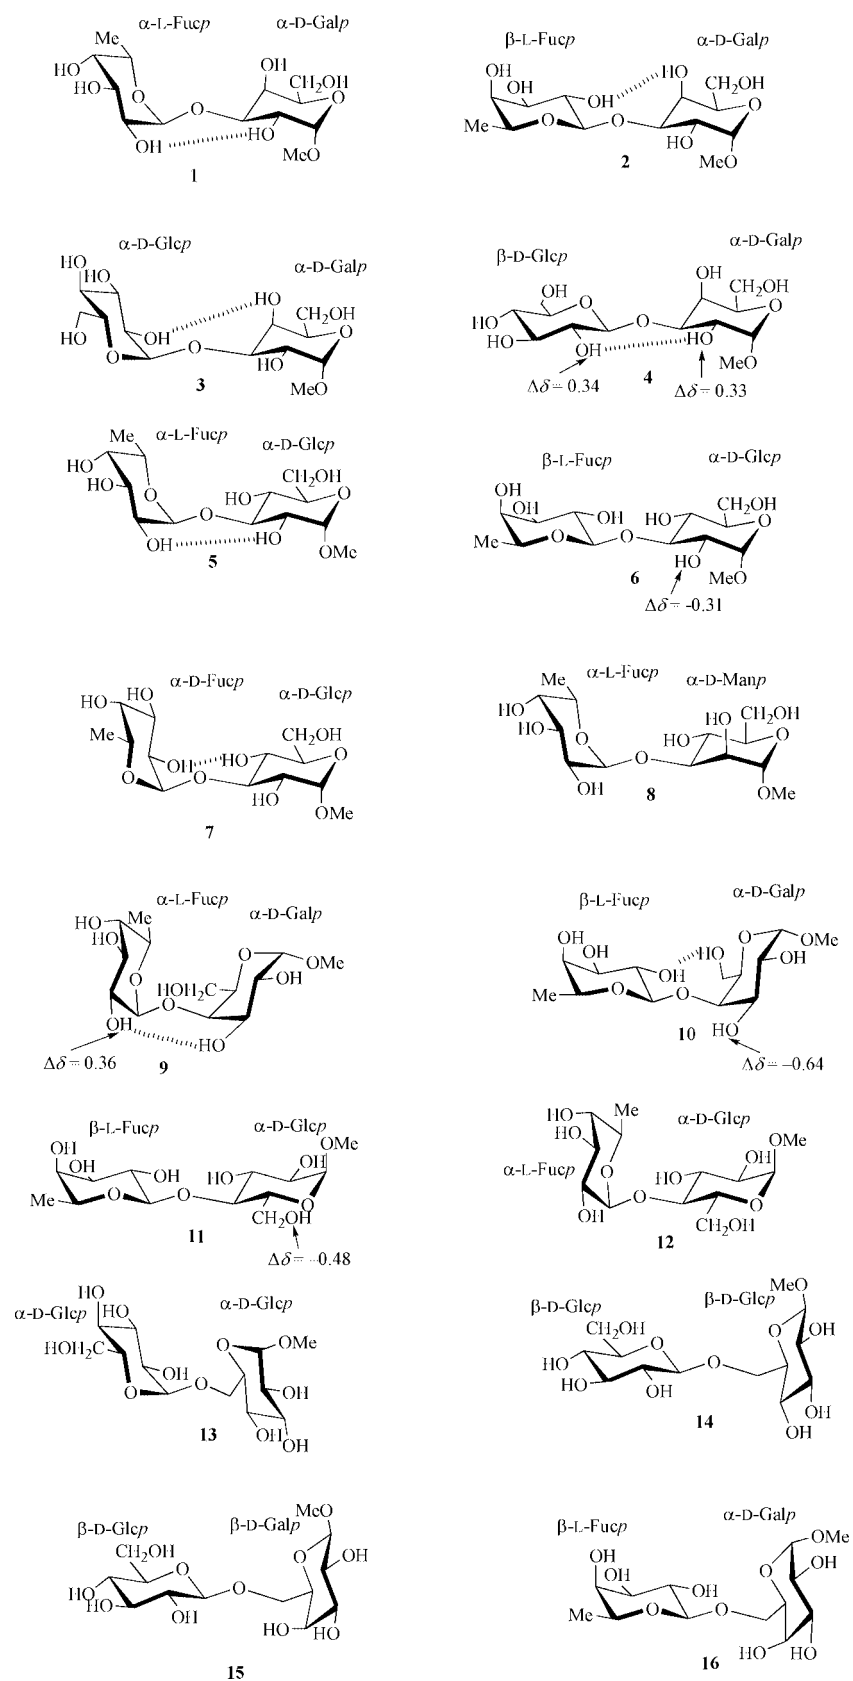 α-L-Fucp
α-D-Galp
Me
HO
HO
O
OH
O
OH
CH2OH
O
HO
MeO
1
β-L-Fucp
α-D-Galp
OH
OH
OH
Me
O
O
HO
CH2OH
O
HO
MeO
2
α-D-Glcp
α-D-Galp
HO
HO
HO
OH
O
O
HO
CH2OH
O
HO
MeO
3
β-D-Glcp
α-D-Galp
OH
HO
HO
O
OH
O
OH
CH2OH
O
HO
MeO
4
Δδ = 0.34
Δδ = 0.33
α-L-Fucp
α-D-Glcp
Me
HO
HO
O
OH
O
HO
CH2OH
O
HO
OMe
5
β-L-Fucp
α-D-Glcp
OH
OH
OH
Me
O
O
HO
CH2OH
O
HO
MeO
6
Δδ = -0.31
α-D-Fucp
α-D-Glcp
HO
HO
Me
OH
O
O
HO
CH2OH
O
HO
OMe
7
α-L-Fucp
α-D-Manp
Me
HO
HO
O
OH
O
HO
HO
CH2OH
O
OMe
8
α-L-Fucp
α-D-Galp
HO
Me
HO
O
OH
O
HOH2C
O
OMe
OH
HO
Δδ = 0.36
9
β-L-Fucp
α-D-Galp
OH
HO
OH
Me
O
O
HO
O
OMe
OH
HO
10
Δδ = –0.64
β-L-Fucp
α-D-Glcp
OH
OH
OH
Me
O
O
HO
OH
OMe
O
CH2OH
11
Δδ = –0.48
α-D-Glcp
α-L-Fucp
HO
Me
HO
O
OH
O
HO
HO
OMe
O
CH2OH
12
α-D-Glcp
α-D-Glcp
HO
HO
HOH2C
OH
O
O
O
OMe
OH
OH
OH
13
β-D-Glcp
β-D-Glcp
CH2OH
HO
HO
O
OH
O
MeO
O
OH
OH
OH
14
β-D-Glcp
β-D-Galp
CH2OH
HO
HO
O
OH
O
MeO
O
OH
HO
HO
15
β-L-Fucp
α-D-Galp
OH
HO
OH
Me
O
O
O
OMe
OH
HO
HO
16